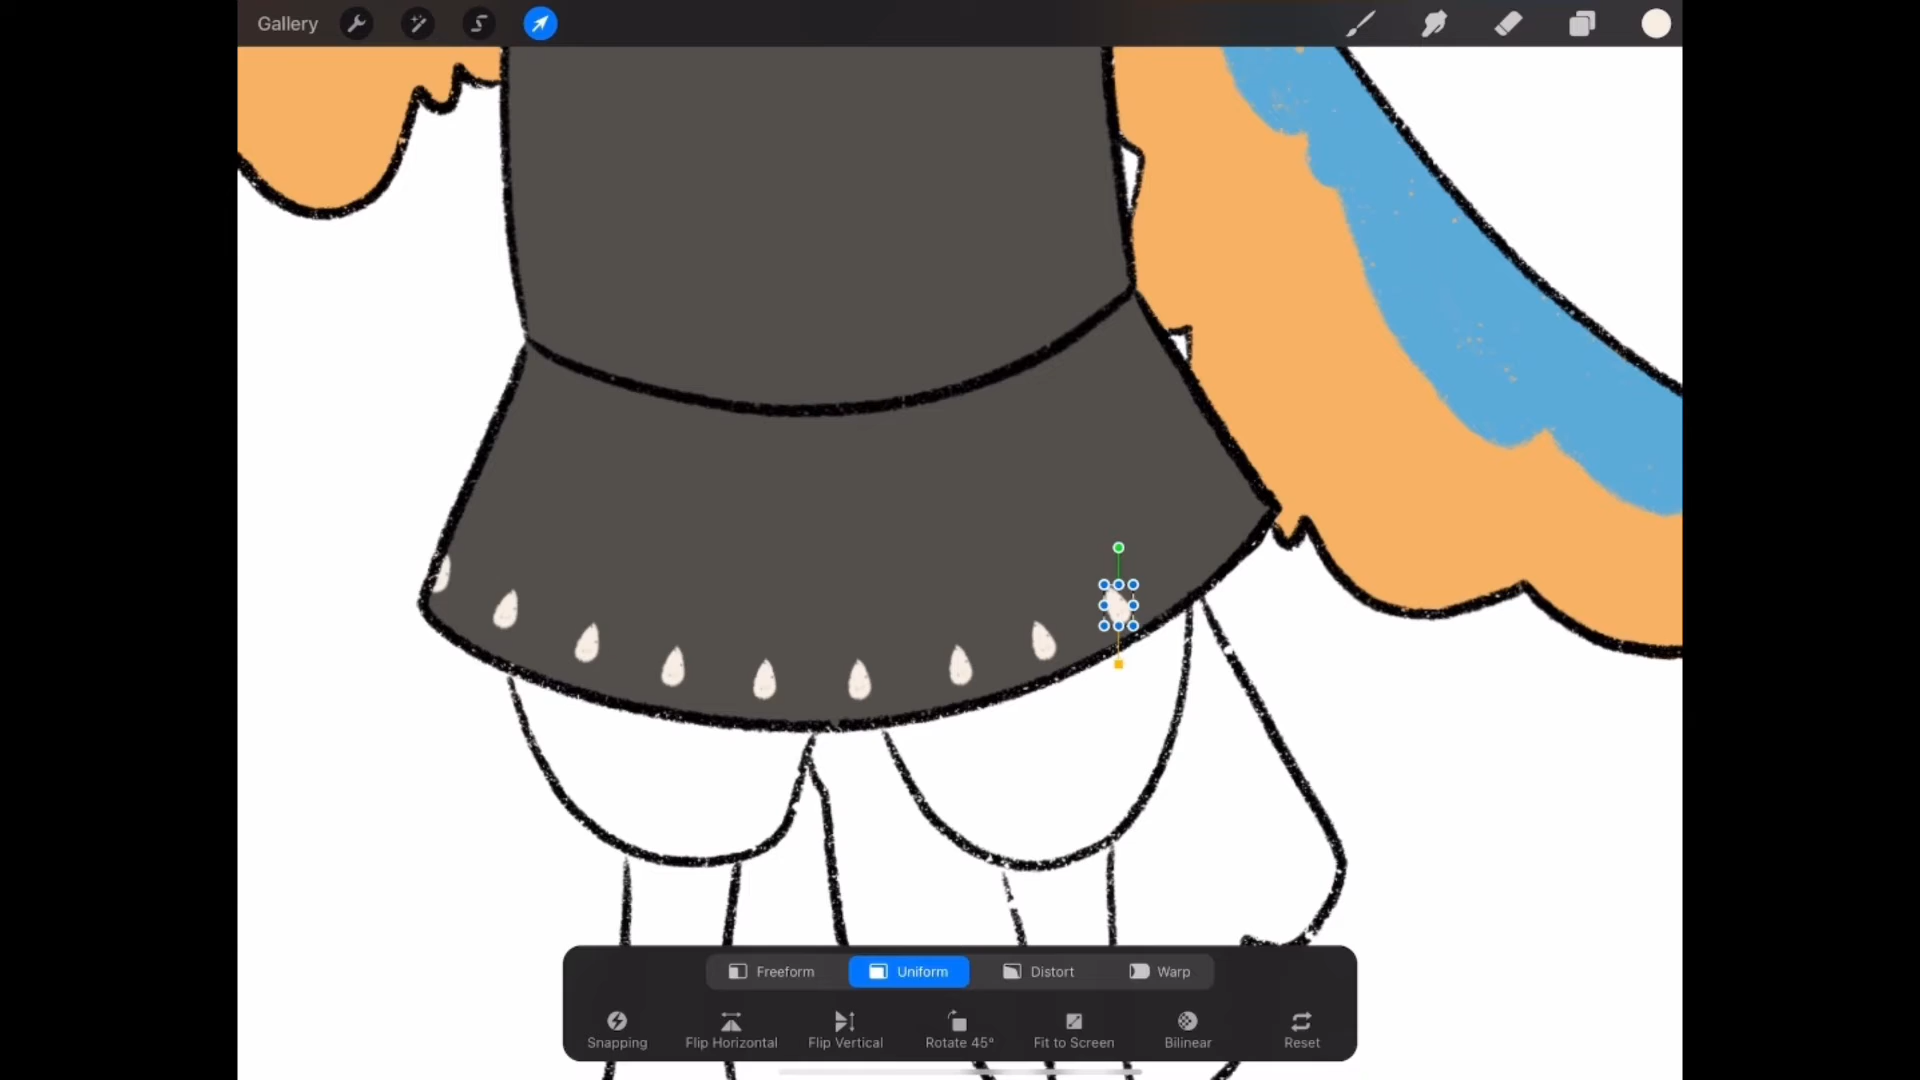 Gallery
Freeform Uniform Distort Warp
Snapping Flip Horizontal Flip Vertical Rotate 45° Fit to Screen Bilinear Reset